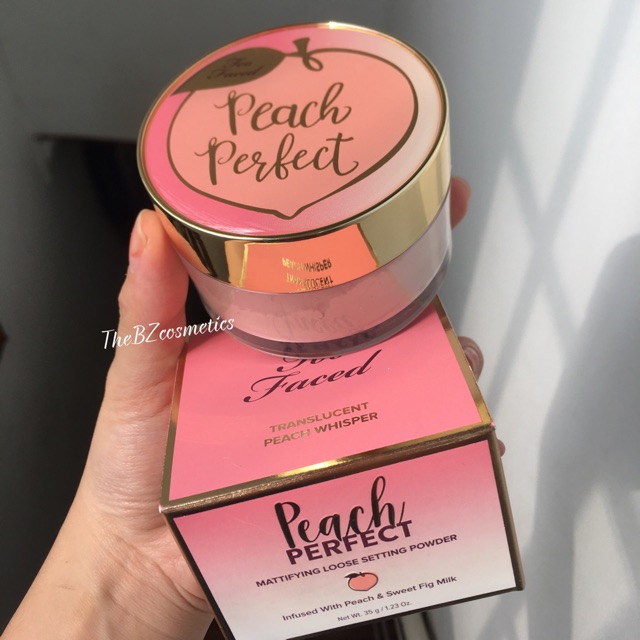 Too
Faced
Peach
Perfect
TheBZcosmetics
Too
Faced
TRANSLUCENT
PEACH WHISPER
Peach
PERFECT
MATTIFYING LOOSE SETTING POWDER
Infused With Peach & Sweet Fig Milk
Net Wt. 35 g / 1.23 Oz.